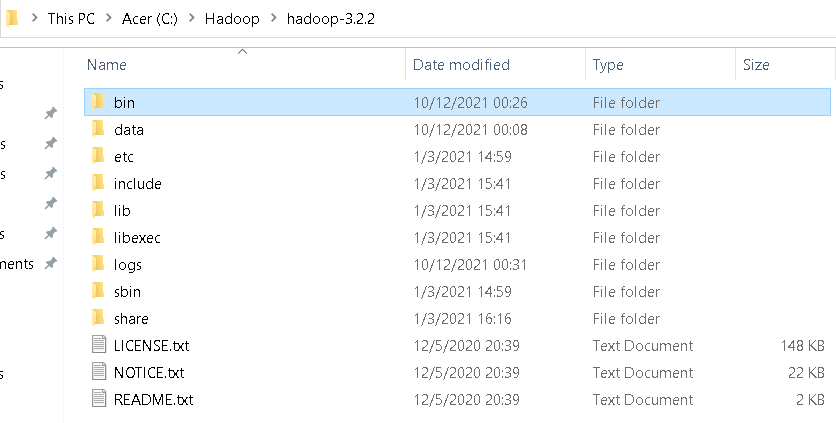 This PC > Acer (C:) > Hadoop > hadoop-3.2.2
Name Date modified Type Size
s
bin 10/12/2021 00:26 File folder
data 10/12/2021 00:08 File folder
s etc 1/3/2021 14:59 File folder
s include 1/3/2021 15:41 File folder
lib 1/3/2021 15:41 File folder
s libexec 1/3/2021 15:41 File folder
ments logs 10/12/2021 00:31 File folder
sbin 1/3/2021 14:59 File folder
share 1/3/2021 16:16 File folder
LICENSE.txt 12/5/2020 20:39 Text Document 148 KB
s NOTICE.txt 12/5/2020 20:39 Text Document 22 KB
README.txt 12/5/2020 20:39 Text Document 2 KB